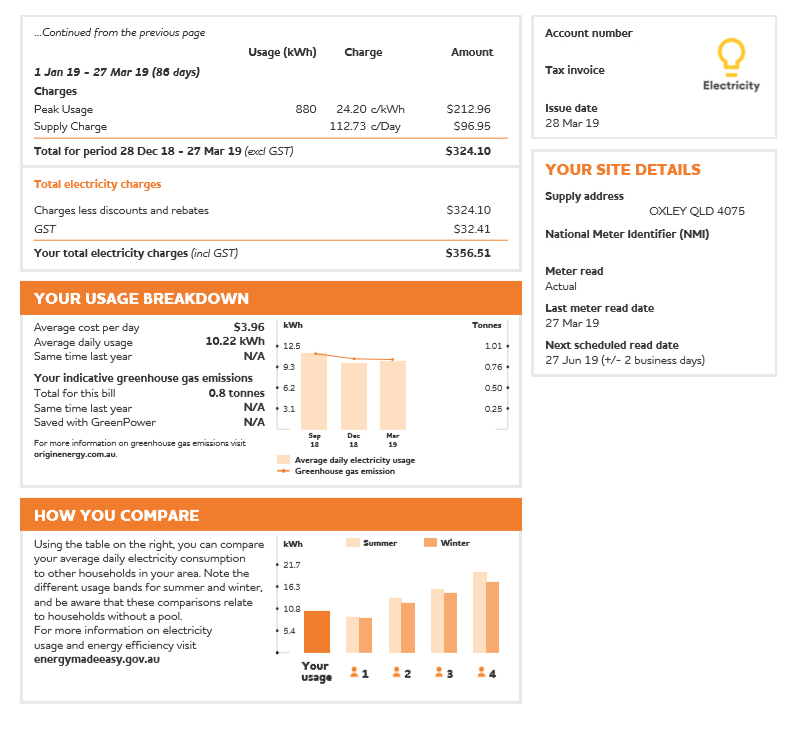 ...Continued from the previous page
Usage (kWh) Charge Amount
1 Jan 19 - 27 Mar 19 (86 days)
Charges
Peak Usage 880 24.20 c/kWh $212.96
Supply Charge 112.73 c/Day $96.95
Total for period 28 Dec 18 - 27 Mar 19 (excl GST) $324.10
Total electricity charges
Charges less discounts and rebates $324.10
GST $32.41
Your total electricity charges (incl GST) $356.51
Account number
Tax invoice
Electricity
Issue date
28 Mar 19
YOUR SITE DETAILS
Supply address
OXLEY QLD 4075
National Meter Identifier (NMI)
Meter read
Actual
Last meter read date
27 Mar 19
Next scheduled read date
27 Jun 19 (+/- 2 business days)
YOUR USAGE BREAKDOWN
Average cost per day $3.96
Average daily usage 10.22 kWh
Same time last year N/A
Your indicative greenhouse gas emissions
Total for this bill 0.8 tonnes
Same time last year N/A
Saved with GreenPower N/A
For more information on greenhouse gas emissions visit
originenergy.com.au.
kWh Tonnes
12.5 1.01
9.3 0.76
6.2 0.50
3.1 0.25
Sep Dec Mar
18 18 19
Average daily electricity usage
Greenhouse gas emission
HOW YOU COMPARE
Using the table on the right, you can compare
your average daily electricity consumption
to other households in your area. Note the
different usage bands for summer and winter,
and be aware that these comparisons relate
to households without a pool.
For more information on electricity
usage and energy efficiency visit
energymadeeasy.gov.au
kWh Summer Winter
21.7
16.3
10.8
5.4
Your 1 2 3 4
usage